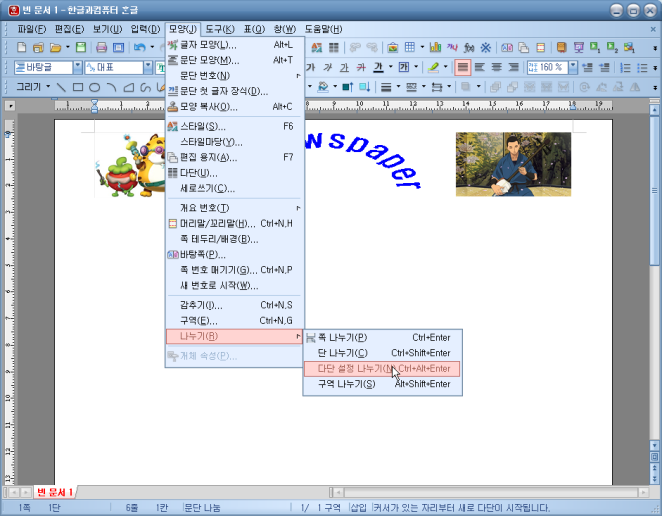 빈 문서 1 - 한글과컴퓨터 한글
파일(F) 편집(E) 보기(U) 입력(D) 모양(J) 도구(K) 표(Q) 창(W) 도움말(H)
바탕글 대표 160 %
그리기
글자 모양(L)... Alt+L
문단 모양(M)... Alt+T
문단 번호(N)
문단 첫 글자 장식(D)...
모양 복사(O)... Alt+C
스타일(S)... F6
스타일마당(Y)...
편집 용지(A)... F7
다단(U)...
세로쓰기(C)...
개요 번호(T)
머리말/꼬리말(H)... Ctrl+N,H
쪽 테두리/배경(B)...
바탕쪽(P)...
쪽 번호 매기기(G)... Ctrl+N,P
새 번호로 시작(W)...
감추기(I)... Ctrl+N,S
구역(E)... Ctrl+N,G
나누기(R)
개체 속성(P)...
쪽 나누기(P) Ctrl+Enter
단 나누기(C) Ctrl+Shift+Enter
다단 설정 나누기(N) Ctrl+Alt+Enter
구역 나누기(S) Alt+Shift+Enter
wspaper
빈 문서 1
1쪽 1단 6줄 1칸 문단 나눔 1/ 1 구역 삽입 커서가 있는 자리부터 새로 다단이 시작됩니다.